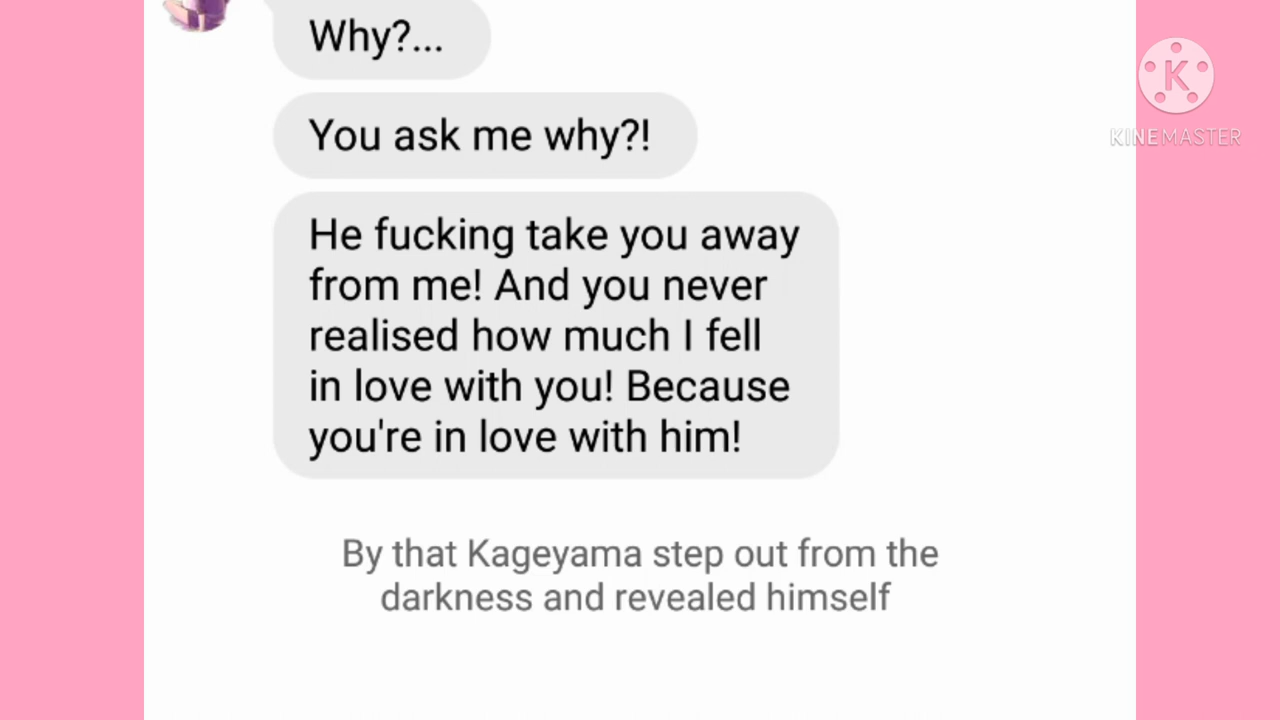 Why?...
K
KINEMASTER
You ask me why?!
He fucking take you away
from me! And you never
realised how much I fell
in love with you! Because
you're in love with him!
By that Kageyama step out from the
darkness and revealed himself